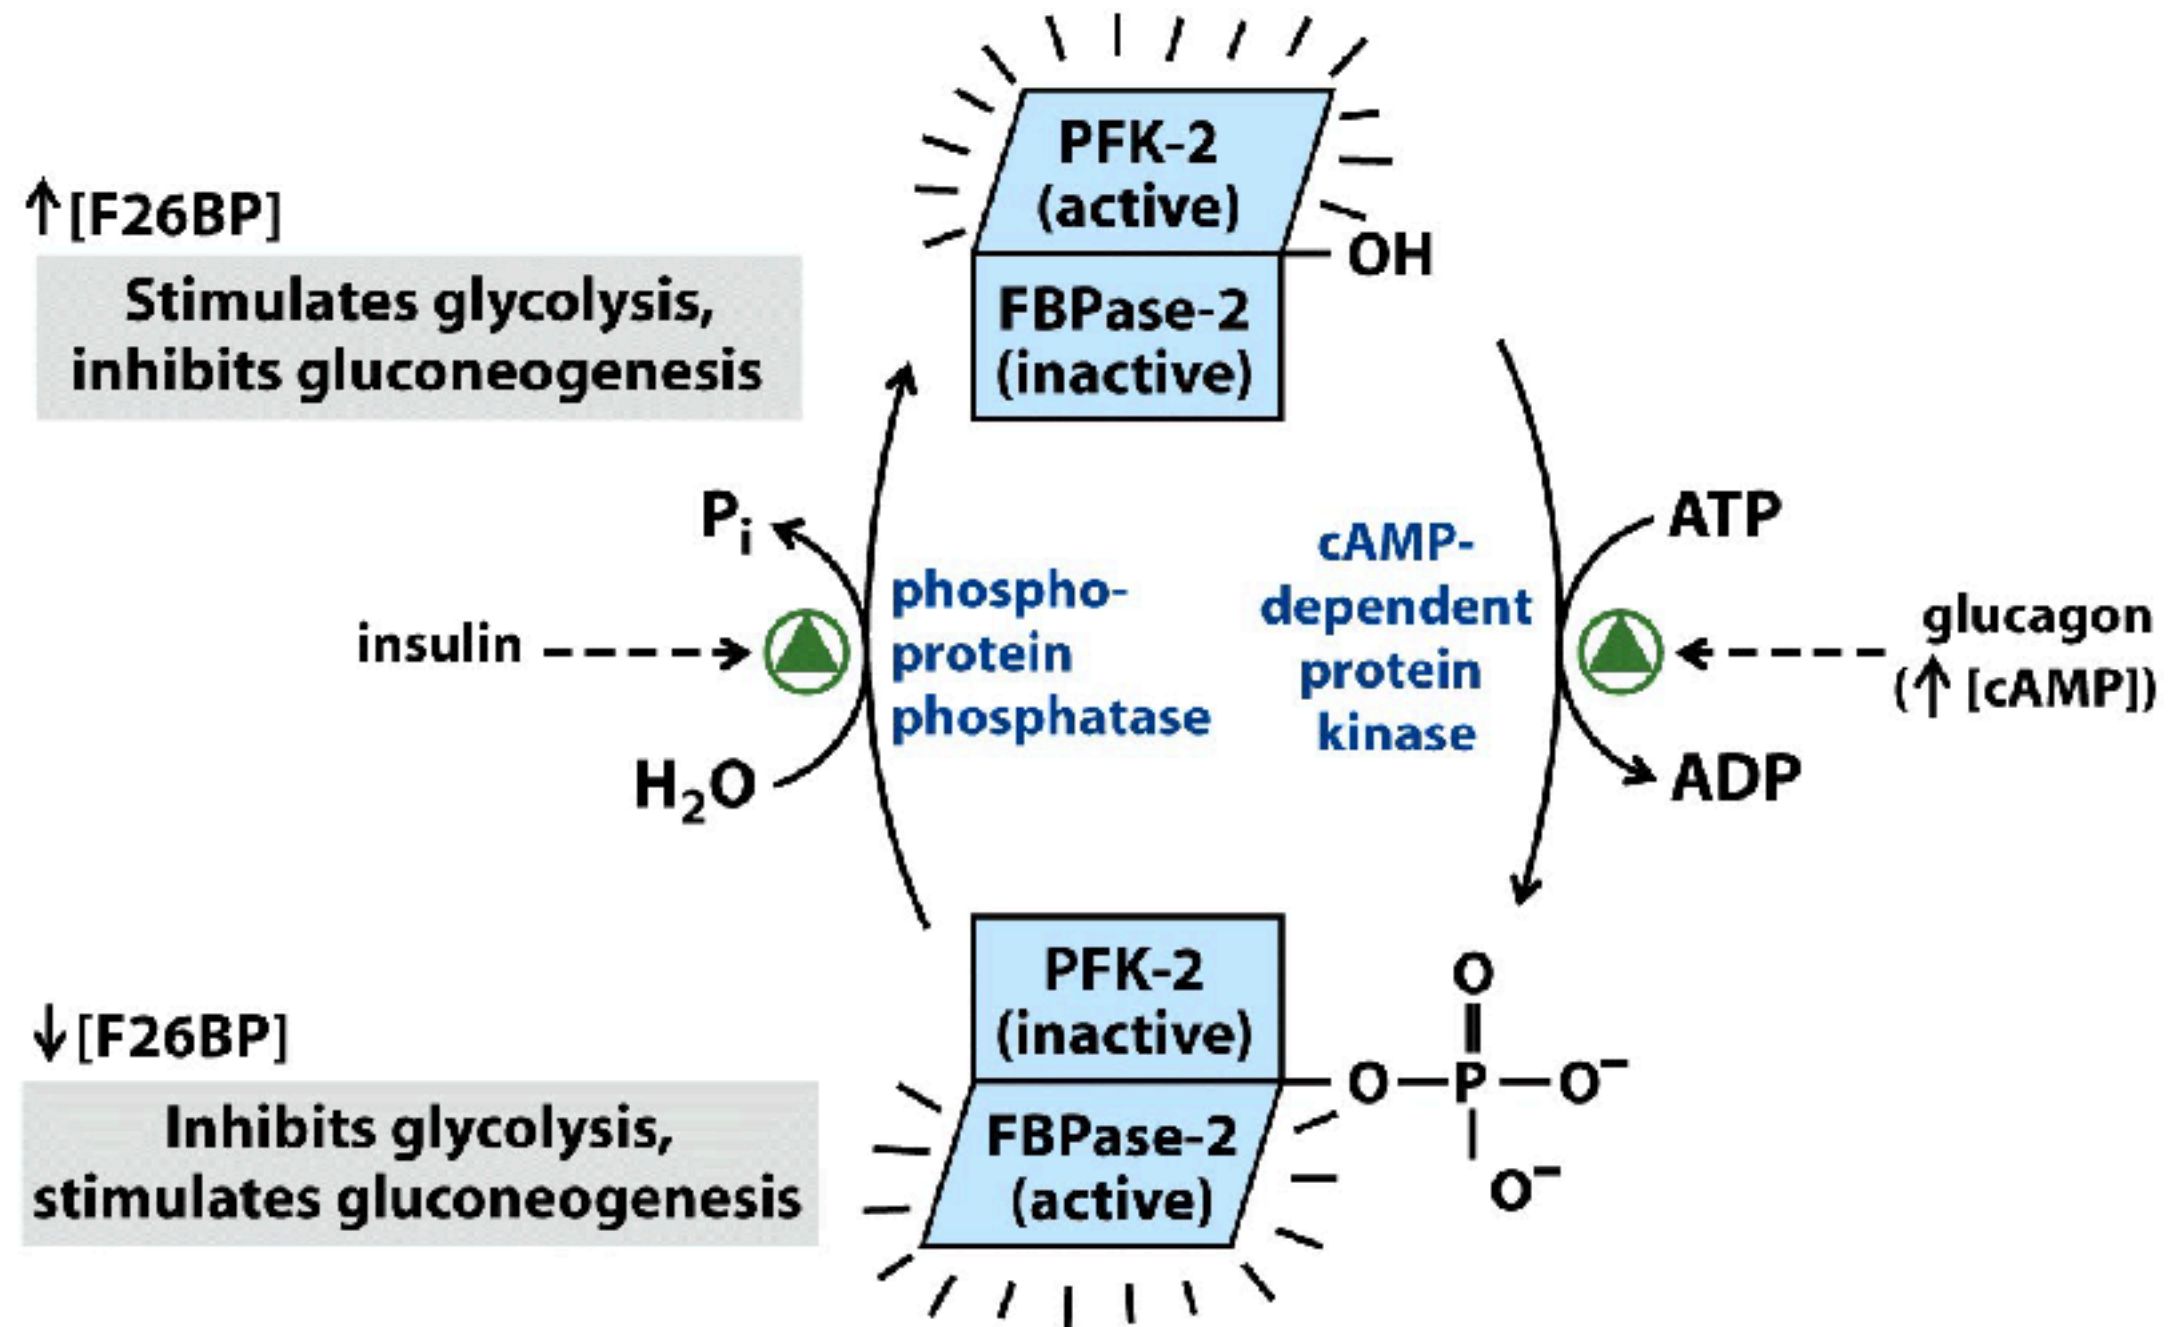 PFK-2
(active)
OH
FBPase-2
(inactive)
↑[F26BP]
Stimulates glycolysis,
inhibits gluconeogenesis
Pᵢ
insulin
H₂O
phospho-
protein
phosphatase
cAMP-
dependent
protein
kinase
ATP
glucagon
(↑ [cAMP])
ADP
PFK-2
(inactive)
FBPase-2
(active)
O
O—P—O⁻
O⁻
↓[F26BP]
Inhibits glycolysis,
stimulates gluconeogenesis